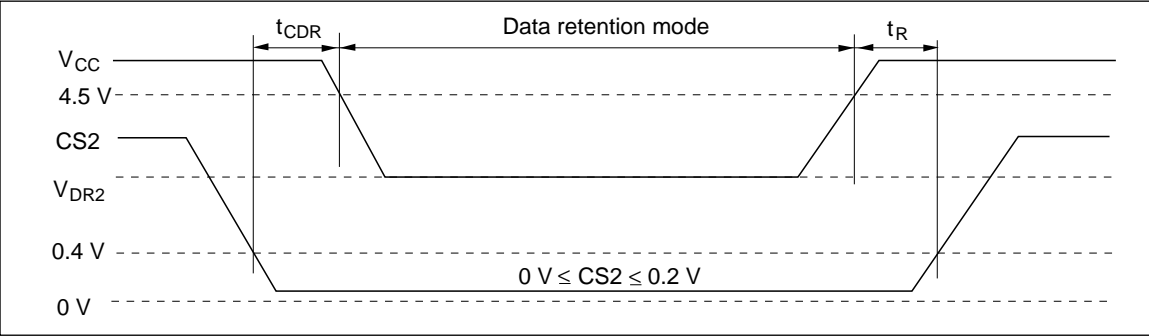 tCDR Data retention mode tR
VCC
4.5 V
CS2
VDR2
0.4 V
0 V ≤ CS2 ≤ 0.2 V
0 V